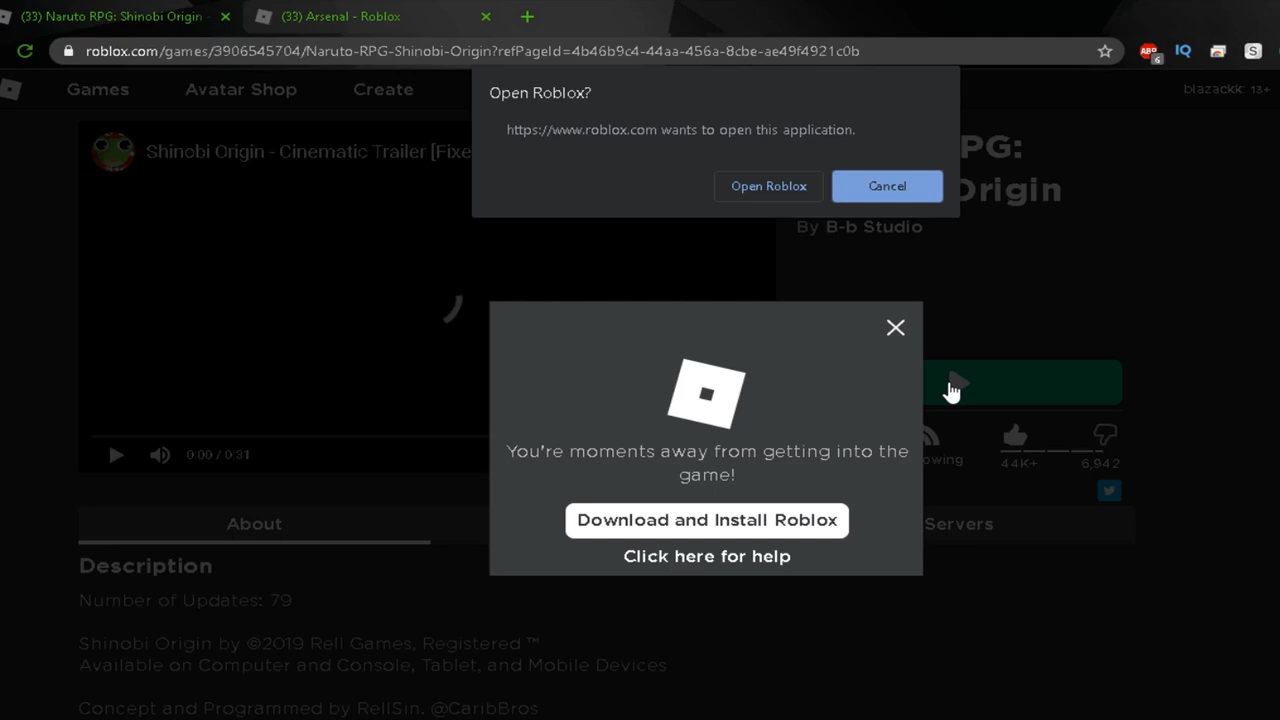 (33) Naruto RPG: Shinobi Origin -
(33) Arsenal - Roblox
roblox.com/games/3906545704/Naruto-RPG-Shinobi-Origin?refPageId=4b46b9c4-44aa-456a-8cbe-ae49f4921c0b
ABP
6
IQ
S
Games
Avatar Shop
Create
blazackk: 13+
Open Roblox?
https://www.roblox.com wants to open this application.
Open Roblox
Cancel
Shinobi Origin - Cinematic Trailer [Fixe
PG:
Origin
By B-b Studio
You're moments away from getting into the
game!
Download and Install Roblox
Click here for help
0:00 / 0:31
owing
44K+
6,942
About
Servers
Description
Number of Updates: 79
Shinobi Origin by ©2019 Rell Games, Registered ™
Available on Computer and Console, Tablet, and Mobile Devices
Concept and Programmed by RellSin. @CaribBros